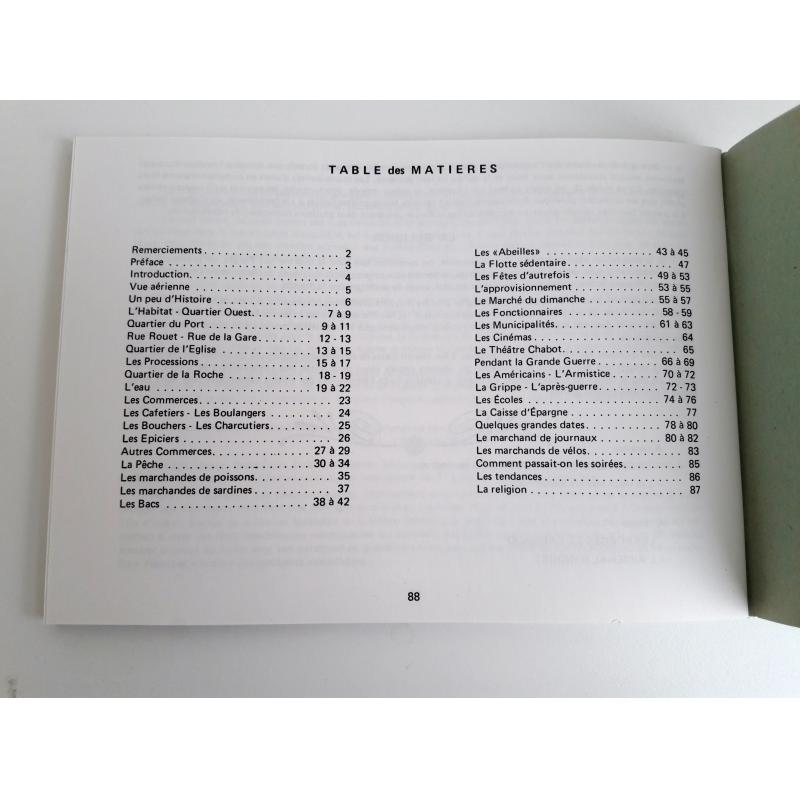 TABLE des MATIERES
Remerciements . . . . . . . . . . . . . . . . . . . 2
Préface . . . . . . . . . . . . . . . . . . . . . . . . 3
Introduction. . . . . . . . . . . . . . . . . . . . . 4
Vue aérienne . . . . . . . . . . . . . . . . . . . . 5
Un peu d'Histoire . . . . . . . . . . . . . . . . . 6
L'Habitat - Quartier Ouest. . . . . . . . . . 7 à 9
Quartier du Port . . . . . . . . . . . . . . . 9 à 11
Rue Rouet - Rue de la Gare. . . . . . . . 12 - 13
Quartier de l'Eglise . . . . . . . . . . . . . 13 à 15
Les Processions . . . . . . . . . . . . . . . . 15 à 17
Quartier de la Roche . . . . . . . . . . . . 18 - 19
L'eau . . . . . . . . . . . . . . . . . . . . . . . 19 à 22
Les Commerces. . . . . . . . . . . . . . . . . . . 23
Les Cafetiers - Les Boulangers . . . . . . . . . 24
Les Bouchers - Les Charcutiers. . . . . . . . . 25
Les Epiciers . . . . . . . . . . . . . . . . . . . . . 26
Autres Commerces. . . . . . . . . . . . . . 27 à 29
La Pêche . . . . . . . . . . . . . . . . . . . . 30 à 34
Les marchandes de poissons. . . . . . . . . . . 35
Les marchandes de sardines. . . . . . . . . . . 37
Les Bacs . . . . . . . . . . . . . . . . . . . . 38 à 42
Les «Abeilles» . . . . . . . . . . . . . . . . 43 à 45
La Flotte sédentaire. . . . . . . . . . . . . . . . 47
Les Fêtes d'autrefois . . . . . . . . . . . . 49 à 53
L'approvisionnement . . . . . . . . . . . . 53 à 55
Le Marché du dimanche . . . . . . . . . . 55 à 57
Les Fonctionnaires . . . . . . . . . . . . . . 58 - 59
Les Municipalités. . . . . . . . . . . . . . . 61 à 63
Les Cinémas . . . . . . . . . . . . . . . . . . . . 64
Le Théâtre Chabot. . . . . . . . . . . . . . . . . 65
Pendant la Grande Guerre . . . . . . . . . 66 à 69
Les Américains - L'Armistice . . . . . . . 70 à 72
La Grippe - L'après-guerre. . . . . . . . . 72 - 73
Les Écoles . . . . . . . . . . . . . . . . . . . 74 à 76
La Caisse d'Épargne . . . . . . . . . . . . . . . . 77
Quelques grandes dates . . . . . . . . . . . 78 à 80
Le marchand de journaux . . . . . . . . . 80 à 82
Les marchands de vélos. . . . . . . . . . . . . . 83
Comment passait-on les soirées. . . . . . . . . 85
Les tendances . . . . . . . . . . . . . . . . . . . 86
La religion . . . . . . . . . . . . . . . . . . . . . 87
88